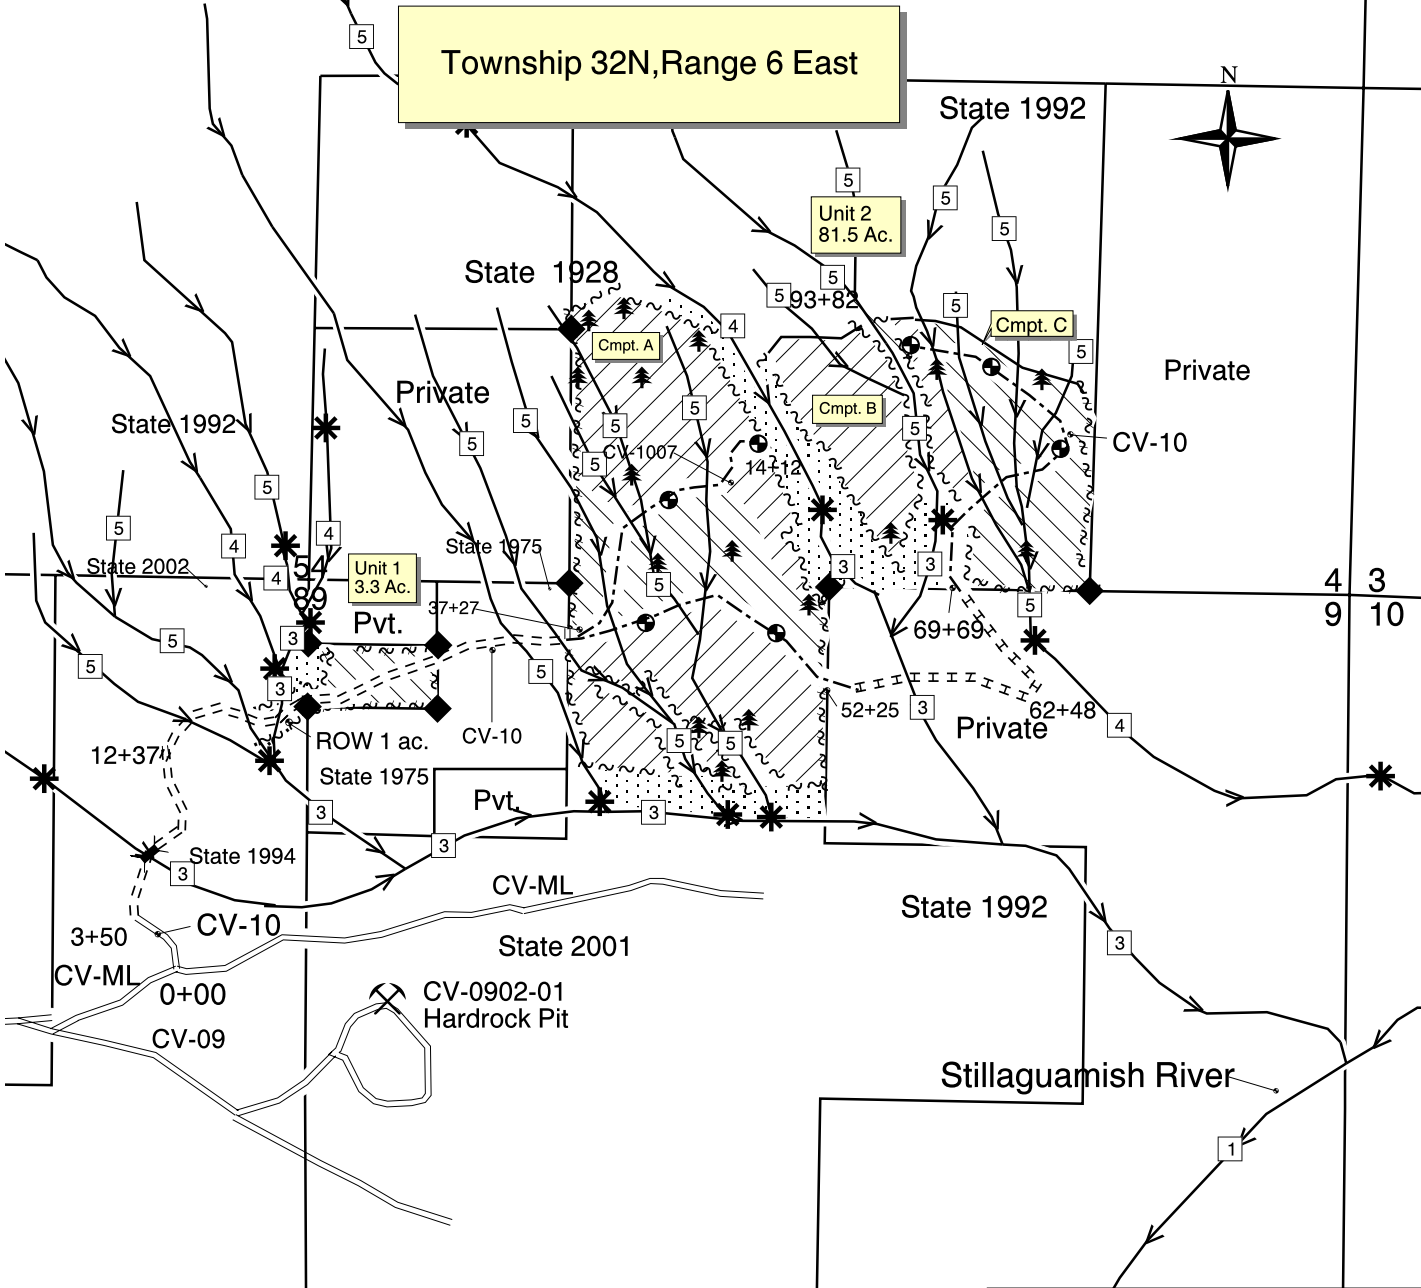 5
Township 32N,Range 6 East
N
State 1992
5
5
Unit 2
81.5 Ac.
5
State 1928
5
5
93+82
5
4
Cmpt. C
Cmpt. A
5
Private
Private
5
Cmpt. B
State 1992
5
5
5
5
5
CV-10
CV-1007
5
14+12
5
4
4
State 1975
54
89
Unit 1
3.3 Ac.
State 2002
4
3
3
5
4 3
9 10
5
37+27
5
Pvt.
3
69+69
5
5
5
3
52+25
3
62+48
4
Private
CV-10
ROW 1 ac.
5
5
12+37
State 1975
Pvt.
3
3
3
State 1994
3
CV-ML
State 1992
3+50
CV-10
State 2001
3
CV-ML
0+00
CV-0902-01
Hardrock Pit
CV-09
Stillaguamish River
1